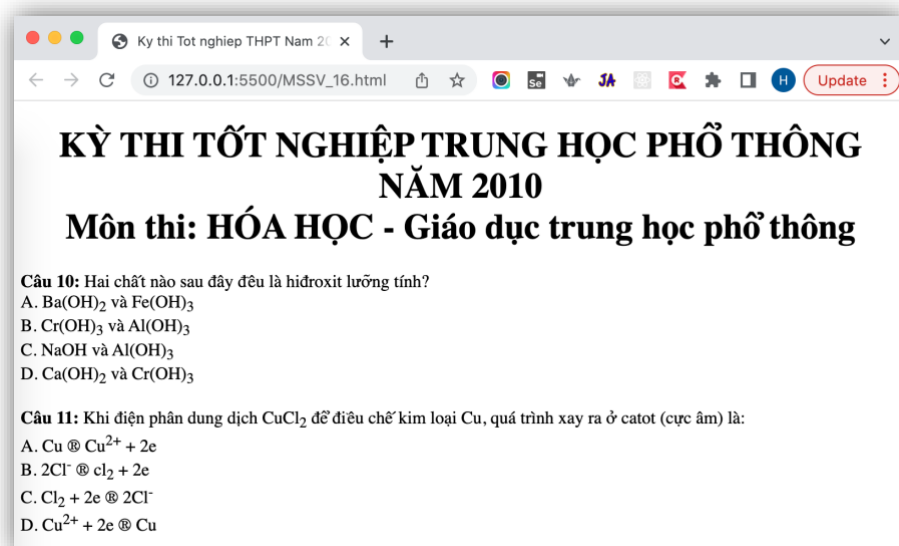 Ky thi Tot nghiep THPT Nam 20
127.0.0.1:5500/MSSV_16.html
Se
JA
H
Update
KỲ THI TỐT NGHIỆP TRUNG HỌC PHỔ THÔNG
NĂM 2010
Môn thi: HÓA HỌC - Giáo dục trung học phổ thông
Câu 10: Hai chất nào sau đây đều là hiđroxit lưỡng tính?
A. Ba(OH)₂ và Fe(OH)₃
B. Cr(OH)₃ và Al(OH)₃
C. NaOH và Al(OH)₃
D. Ca(OH)₂ và Cr(OH)₃
Câu 11: Khi điện phân dung dịch CuCl₂ để điều chế kim loại Cu, quá trình xay ra ở catot (cực âm) là:
A. Cu ® Cu²⁺ + 2e
B. 2Cl⁻ ® cl₂ + 2e
C. Cl₂ + 2e ® 2Cl⁻
D. Cu²⁺ + 2e ® Cu